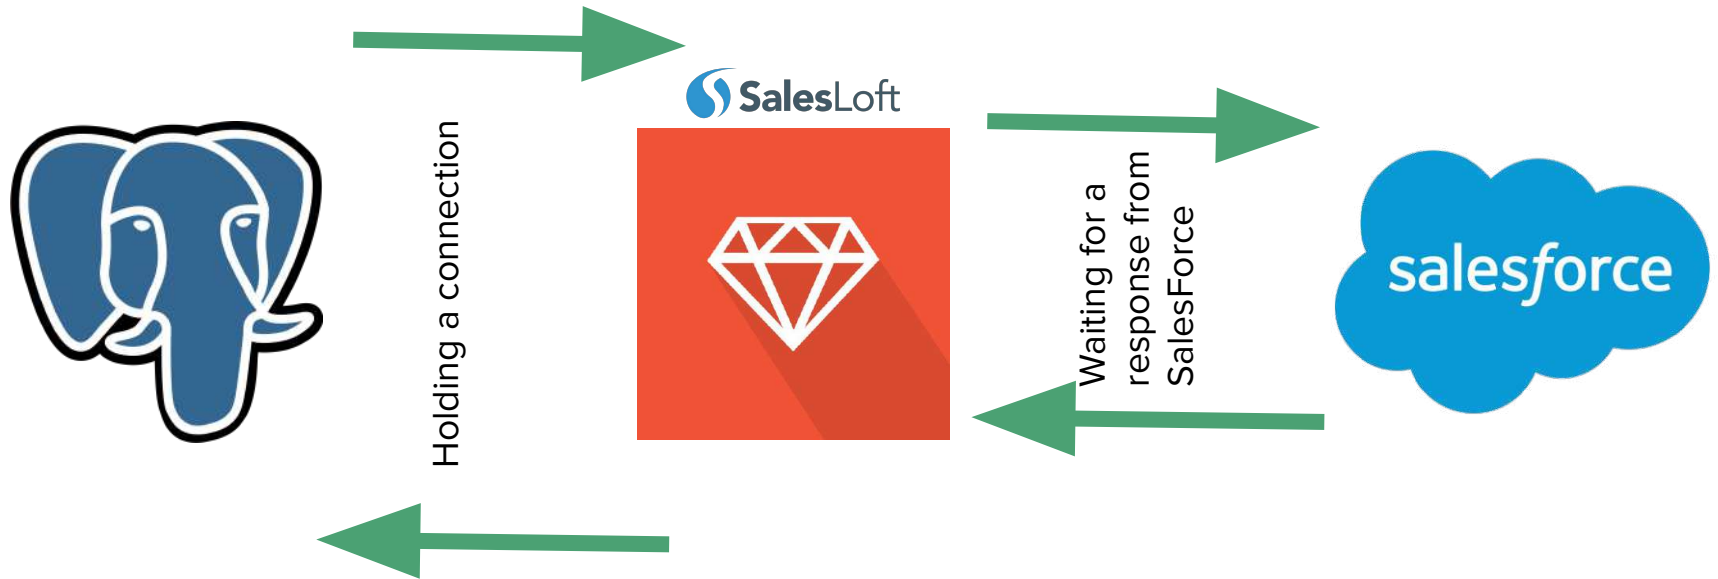 SalesLoft
Holding a connection
Waiting for a
response from
SalesForce
salesforce